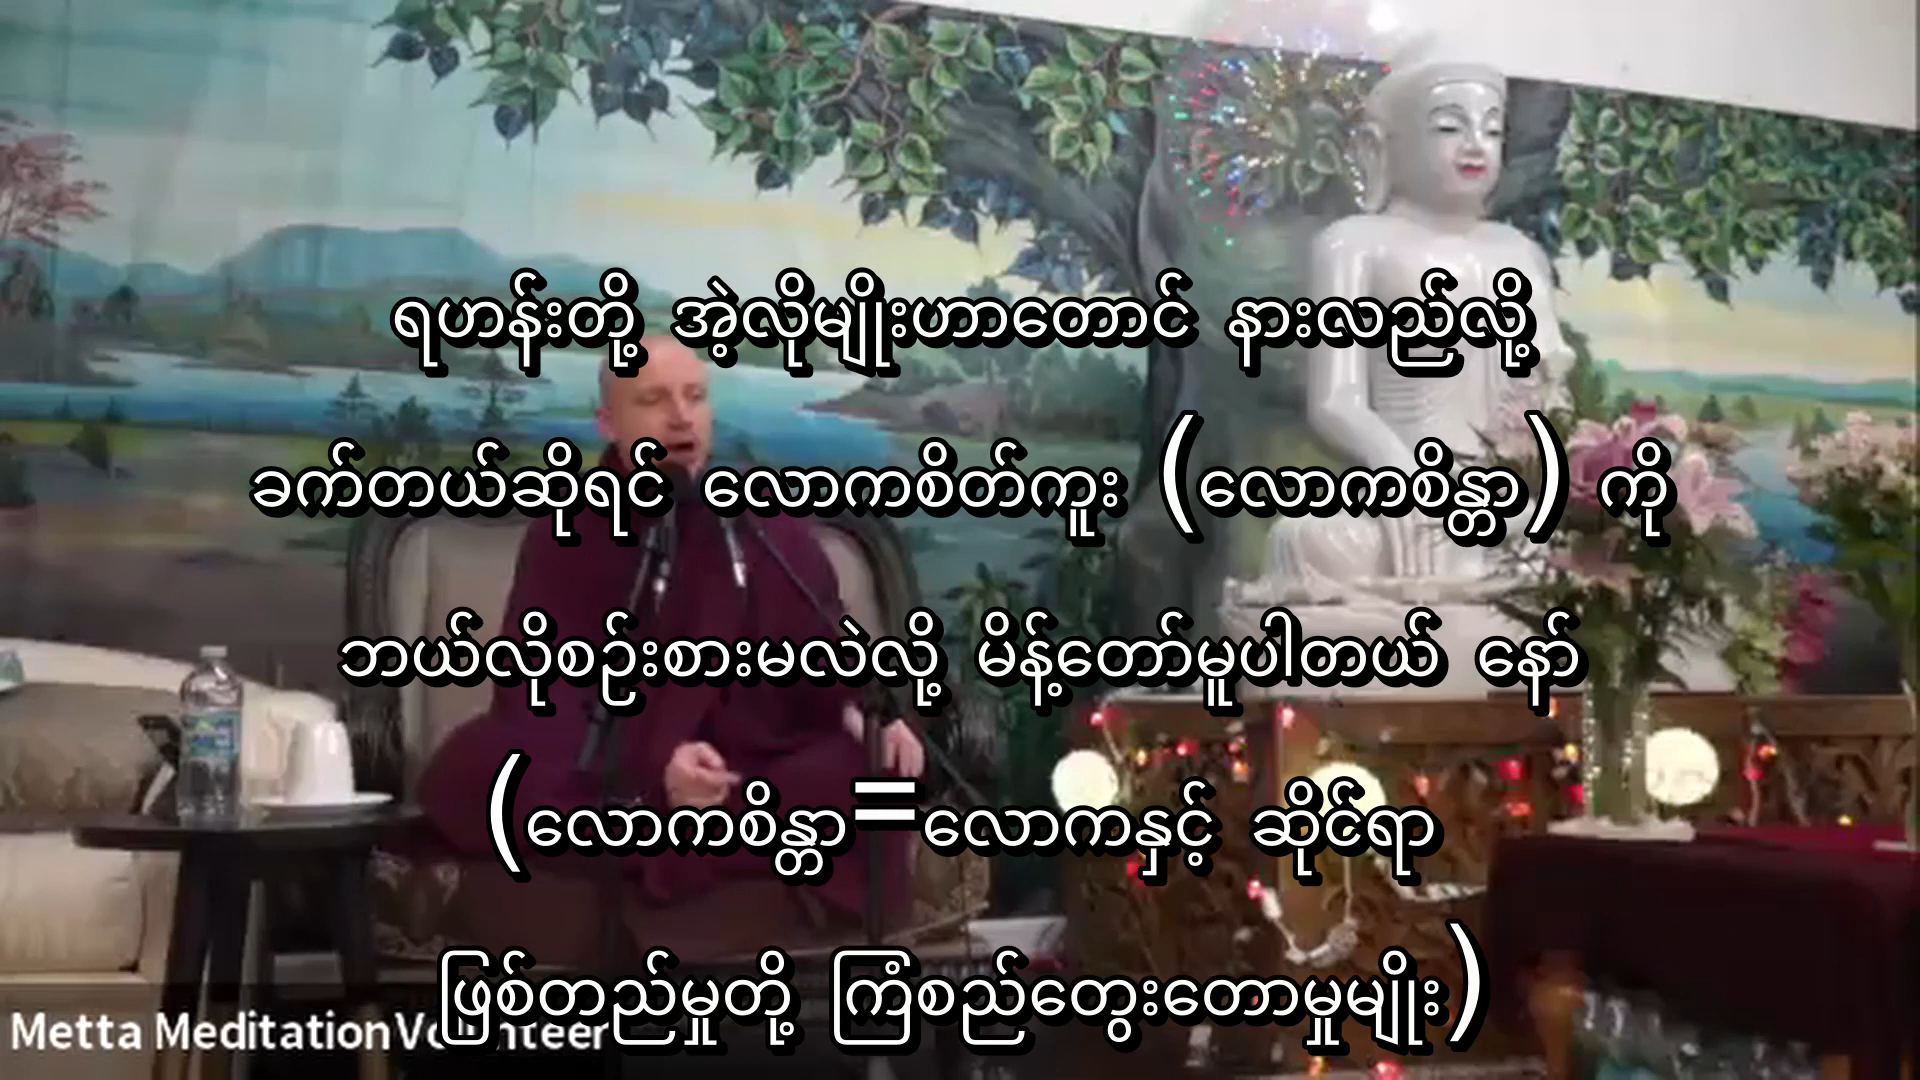 ရဟန်းတို့ အဲ့လိုမျိုးဟာတောင် နားလည်လို့
ခက်တယ်ဆိုရင် လောကစိတ်ကူး (လောကစိန္တာ) ကို
ဘယ်လိုစဉ်းစားမလဲလို့ မိန့်တော်မူပါတယ် နော်
(လောကစိန္တာ=လောကနှင့် ဆိုင်ရာ
ဖြစ်တည်မှုတို့ ကြံစည်တွေးတောမှုမျိုး)
Metta MeditationVolunteer